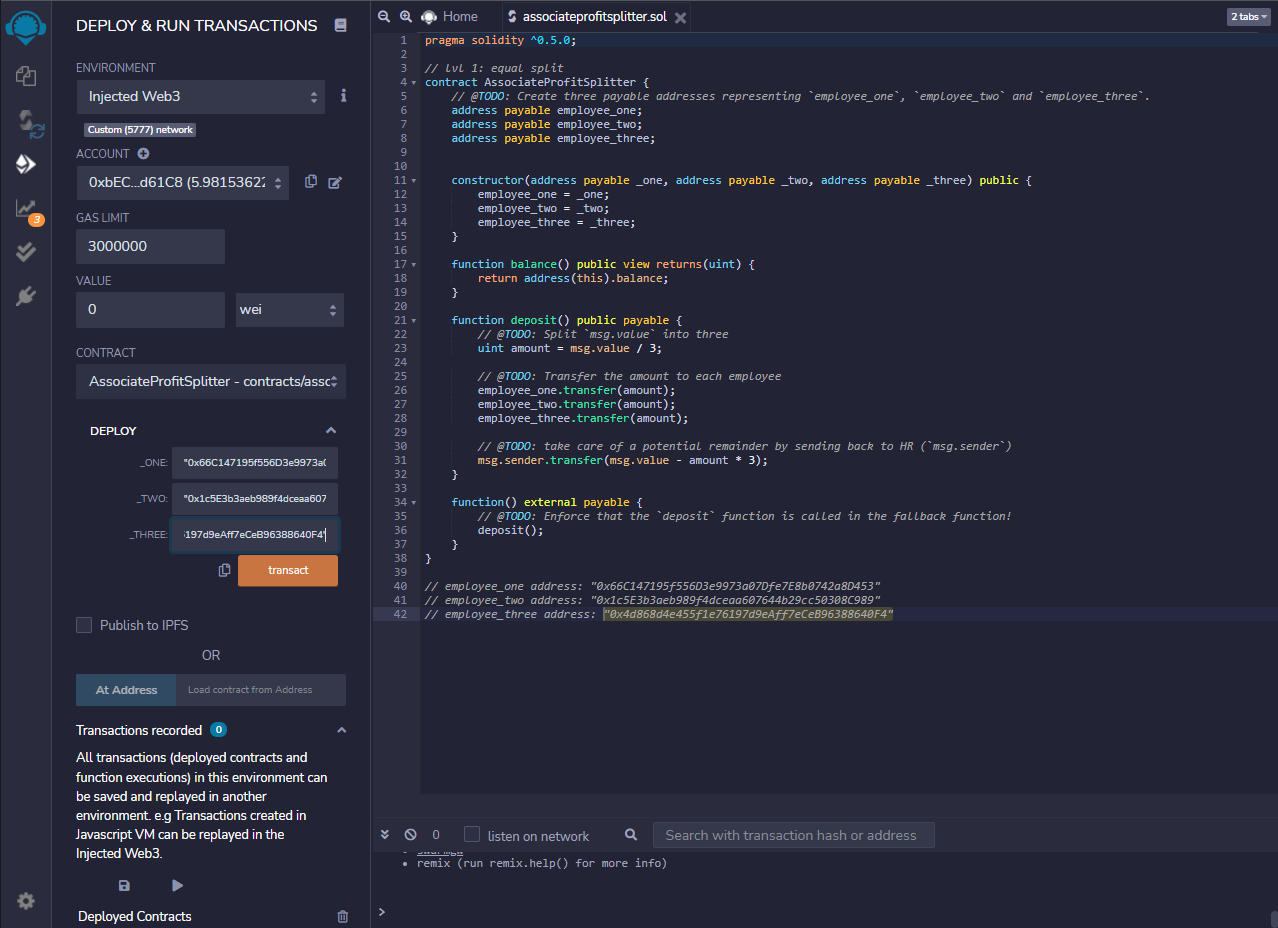 DEPLOY & RUN TRANSACTIONS
ENVIRONMENT
Injected Web3
Custom (5777) network
ACCOUNT
0xbEC...d61C8 (5.98153622
GAS LIMIT
3000000
VALUE
0
wei
CONTRACT
AssociateProfitSplitter - contracts/assc
DEPLOY
_ONE:
"0x66C147195f556D3e9973a0
_TWO:
"0x1c5E3b3aeb989f4dceaa607
_THREE:
197d9eAff7eCeB96388640F4"
transact
Publish to IPFS
OR
At Address
Load contract from Address
Transactions recorded 0
All transactions (deployed contracts and
function executions) in this environment can
be saved and replayed in another
environment. e.g Transactions created in
Javascript VM can be replayed in the
Injected Web3.
Deployed Contracts
3
Home
associateprofitsplitter.sol
2 tabs
1 pragma solidity ^0.5.0;
2
3 // lvl 1: equal split
4 contract AssociateProfitSplitter {
5 // @TODO: Create three payable addresses representing `employee_one`, `employee_two` and `employee_three`.
6 address payable employee_one;
7 address payable employee_two;
8 address payable employee_three;
9
10
11 constructor(address payable _one, address payable _two, address payable _three) public {
12 employee_one = _one;
13 employee_two = _two;
14 employee_three = _three;
15 }
16
17 function balance() public view returns(uint) {
18 return address(this).balance;
19 }
20
21 function deposit() public payable {
22 // @TODO: Split `msg.value` into three
23 uint amount = msg.value / 3;
24
25 // @TODO: Transfer the amount to each employee
26 employee_one.transfer(amount);
27 employee_two.transfer(amount);
28 employee_three.transfer(amount);
29
30 // @TODO: take care of a potential remainder by sending back to HR (`msg.sender`)
31 msg.sender.transfer(msg.value - amount * 3);
32 }
33
34 function() external payable {
35 // @TODO: Enforce that the `deposit` function is called in the fallback function!
36 deposit();
37 }
38 }
39
40 // employee_one address: "0x66C147195f556D3e9973a07Dfe7E8b0742a8D453"
41 // employee_two address: "0x1c5E3b3aeb989f4dceaa607644b29cc50308C989"
42 // employee_three address: "0x4d868d4e455f1e76197d9eAff7eCeB96388640F4"
0
listen on network
Search with transaction hash or address
remix (run remix.help() for more info)
>